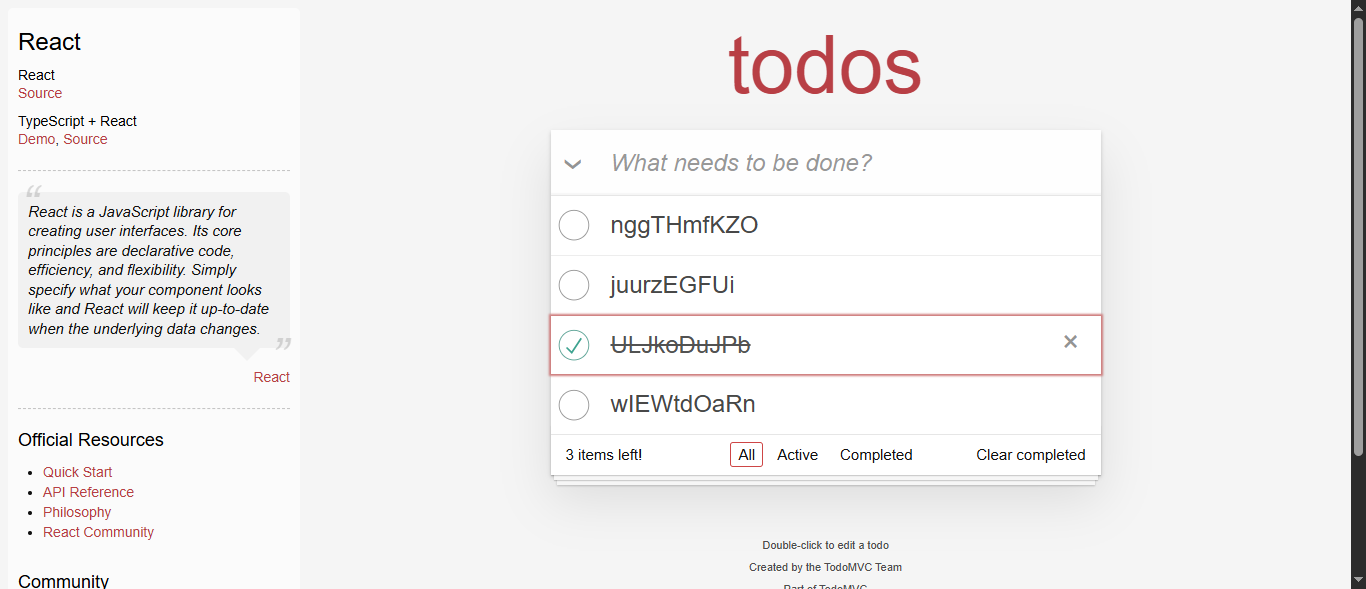 React
React
Source
TypeScript + React
Demo, Source
“
React is a JavaScript library for
creating user interfaces. Its core
principles are declarative code,
efficiency, and flexibility. Simply
specify what your component looks
like and React will keep it up-to-date
when the underlying data changes.
”
React
Official Resources
Quick Start
API Reference
Philosophy
React Community
Community
todos
What needs to be done?
nggTHmfKZO
juurzEGFUi
ULJkoDuJPb
wIEWtdOaRn
3 items left!
All
Active
Completed
Clear completed
Double-click to edit a todo
Created by the TodoMVC Team
Part of TodoMVC